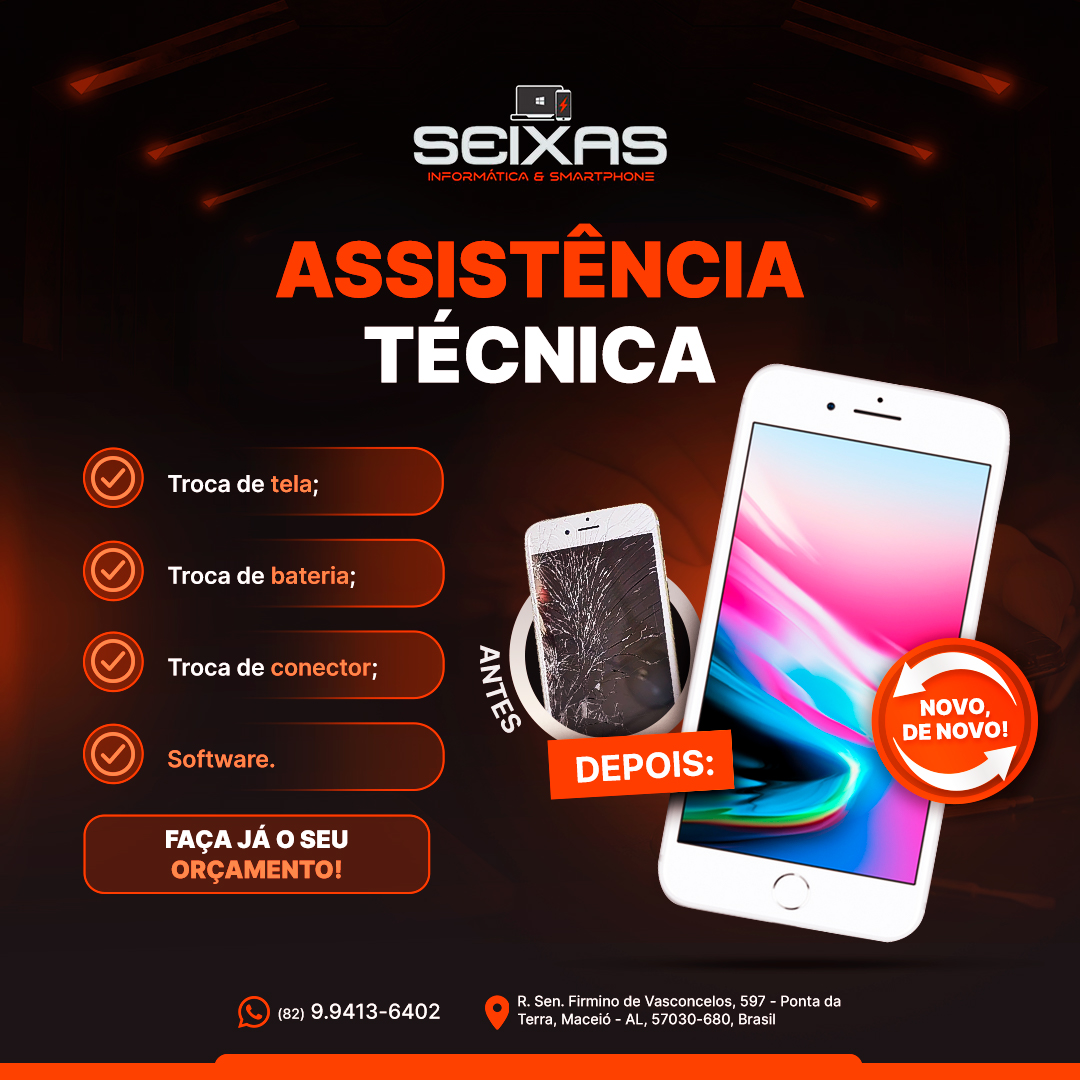 SEIXAS
INFORMÁTICA & SMARTPHONE
ASSISTÊNCIA
TÉCNICA
Troca de tela;
Troca de bateria;
Troca de conector;
Software.
FAÇA JÁ O SEU
ORÇAMENTO!
ANTES
DEPOIS:
NOVO,
DE NOVO!
(82) 9.9413-6402
R. Sen. Firmino de Vasconcelos, 597 - Ponta da
Terra, Maceió - AL, 57030-680, Brasil